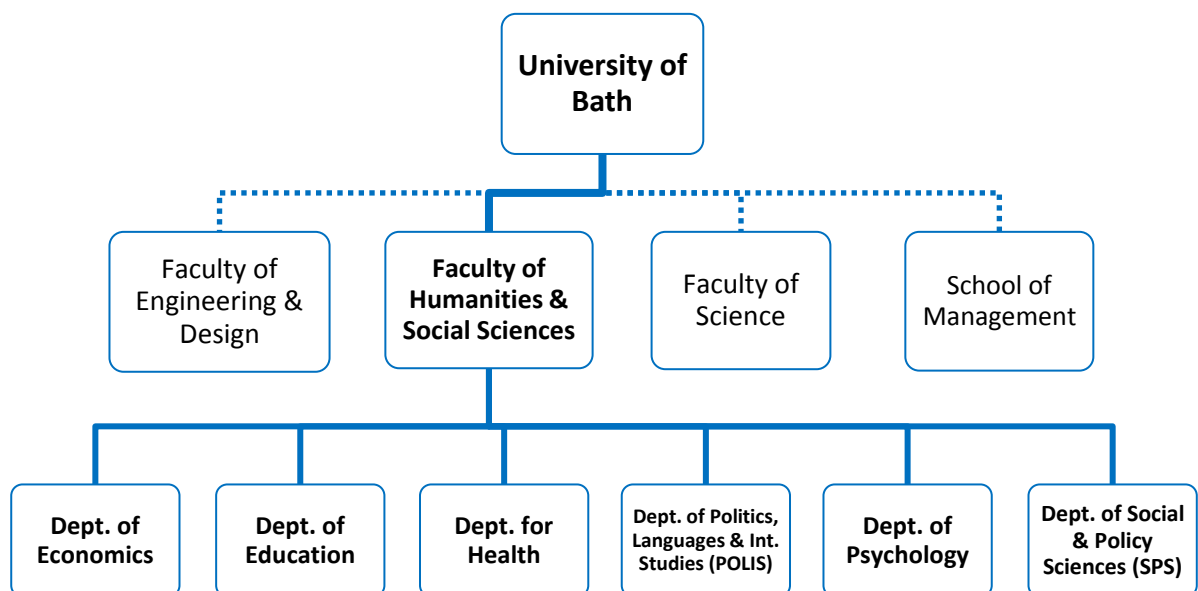 University of
Bath
Faculty of
Engineering &
Design
Faculty of
Humanities &
Social Sciences
Faculty of
Science
School of
Management
Dept. of
Economics
Dept. of
Education
Dept. for
Health
Dept. of Politics,
Languages & Int.
Studies (POLIS)
Dept. of
Psychology
Dept. of Social
& Policy
Sciences (SPS)